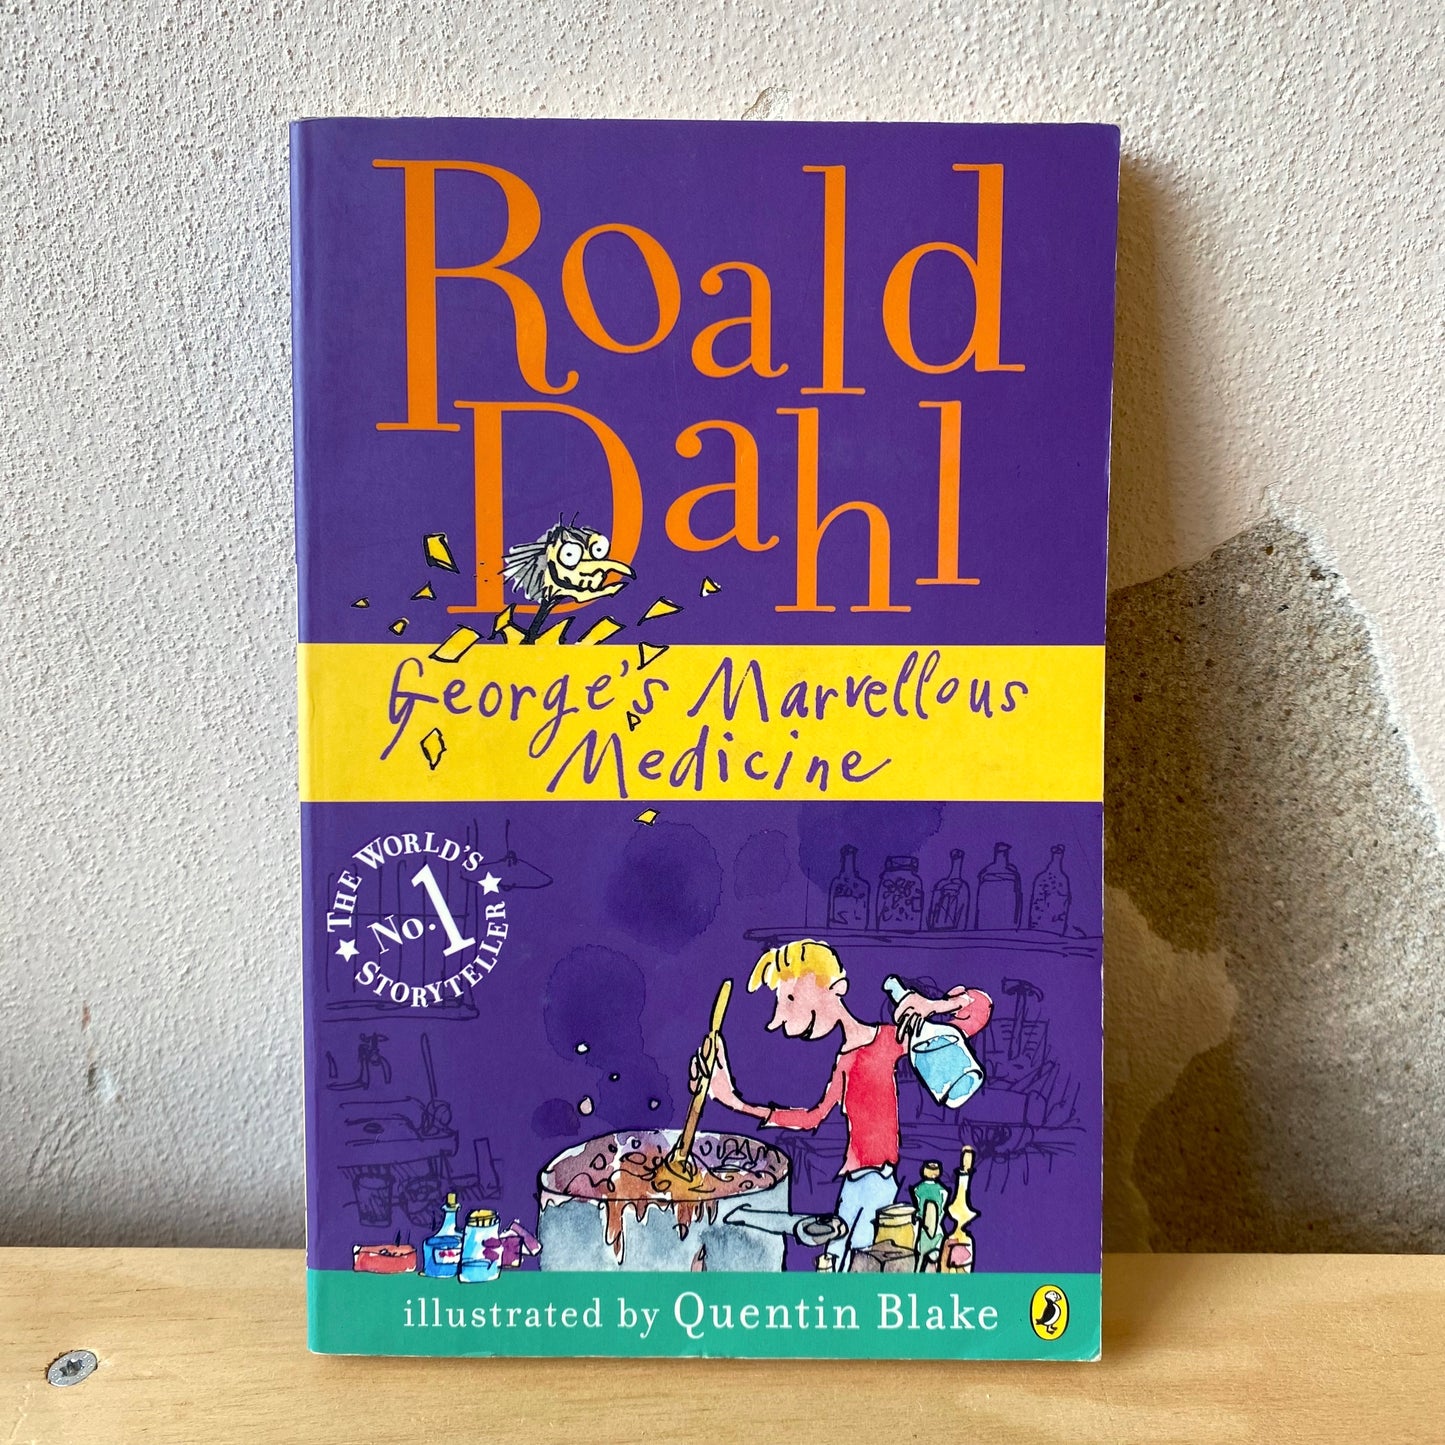 Roald
Dahl
George's Marvellous
Medicine
THE WORLD'S
No. 1
STORYTELLER
illustrated by Quentin Blake